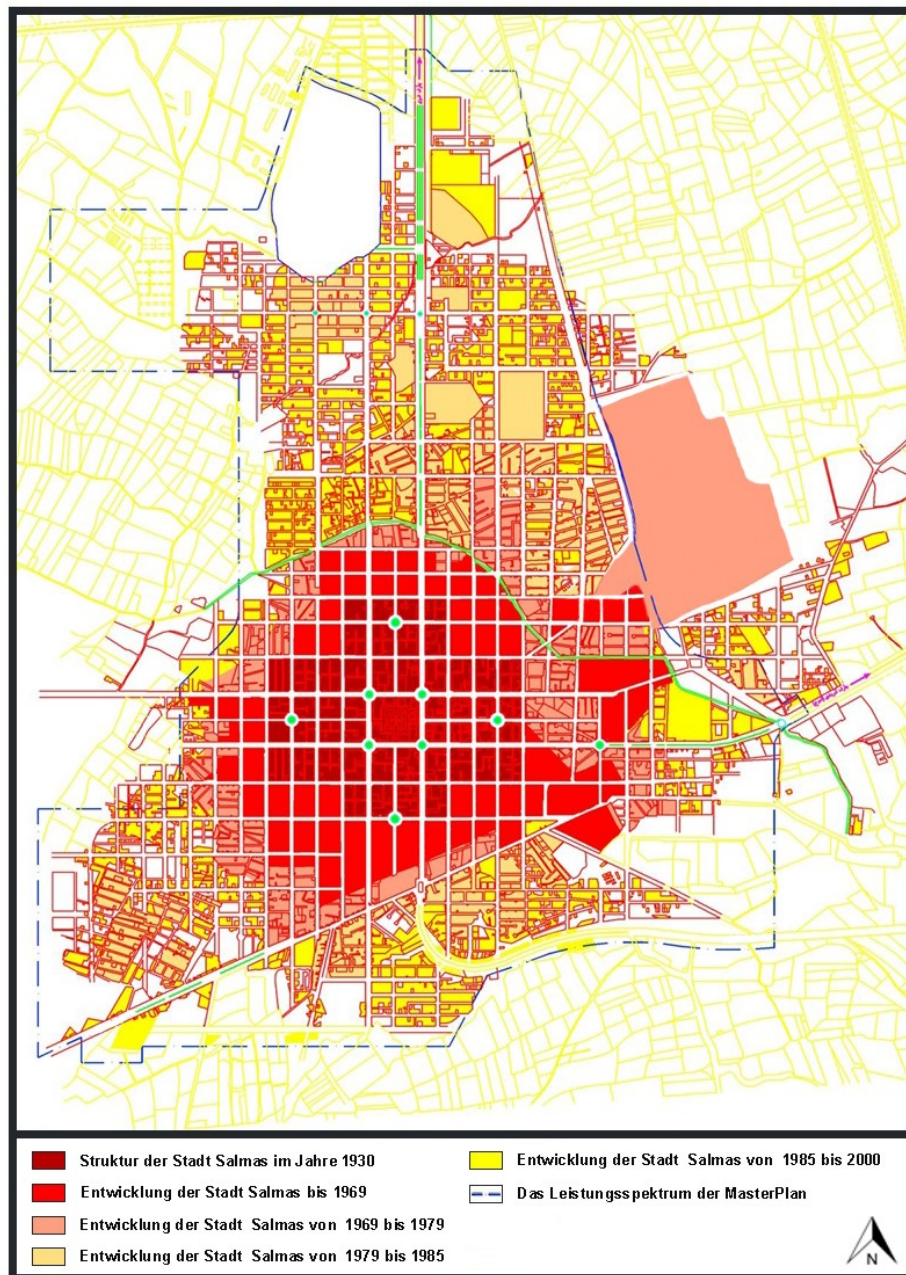 Struktur der Stadt Salmas im Jahre 1930
Entwicklung der Stadt Salmas bis 1969
Entwicklung der Stadt Salmas von 1969 bis 1979
Entwicklung der Stadt Salmas von 1979 bis 1985
Entwicklung der Stadt Salmas von 1985 bis 2000
Das Leistungsspektrum der MasterPlan
N